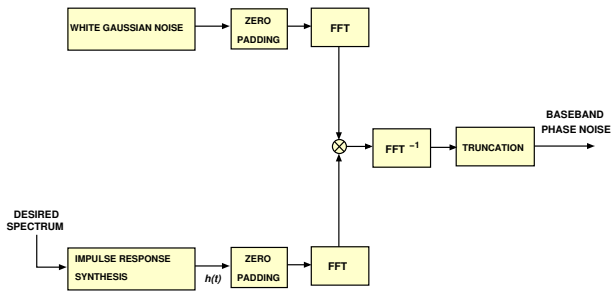 WHITE GAUSSIAN NOISE
ZERO
PADDING
FFT
BASEBAND
PHASE NOISE
FFT −1
TRUNCATION
DESIRED
SPECTRUM
IMPULSE RESPONSE
SYNTHESIS
h(t)
ZERO
PADDING
FFT